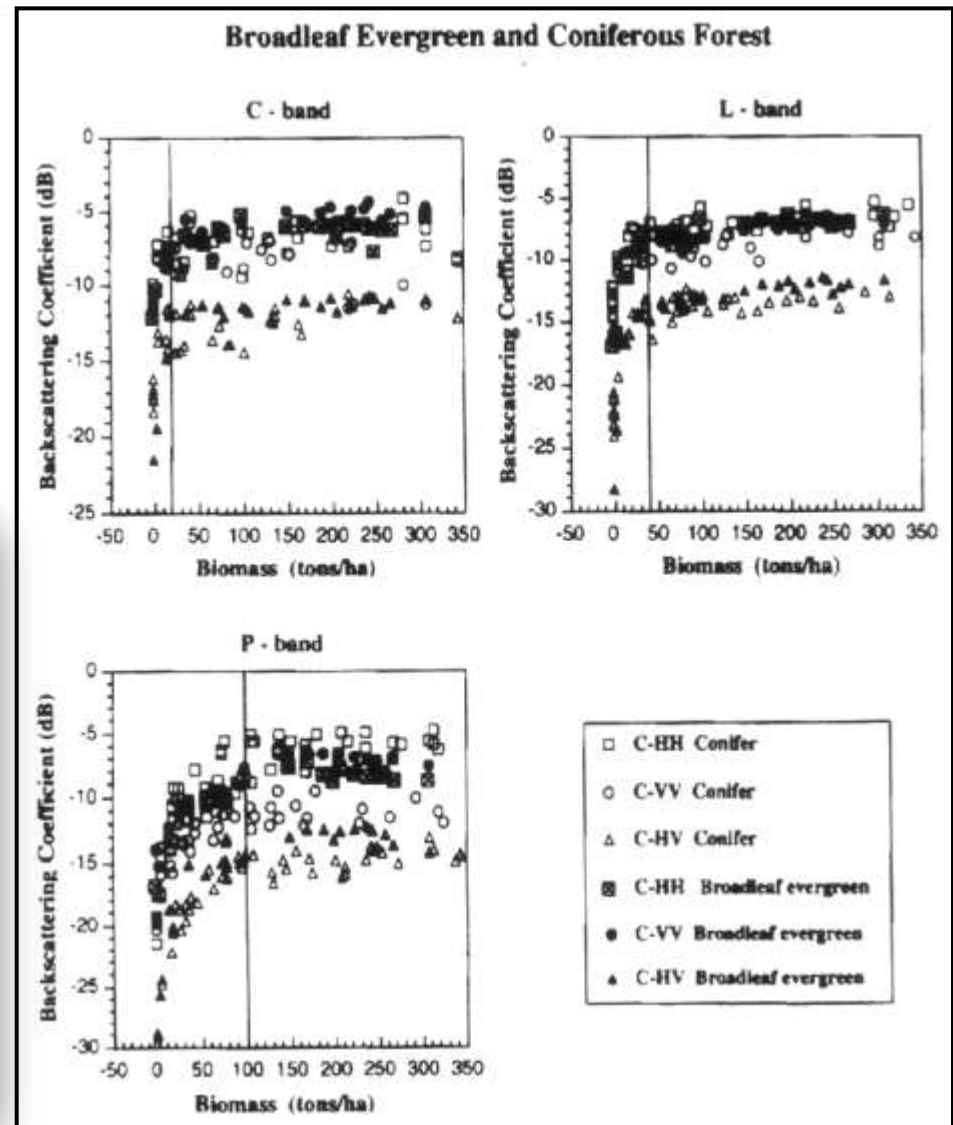 Broadleaf Evergreen and Coniferous Forest
C - band
Backscattering Coefficient (dB)
0
-5
-10
-15
-20
-25
-50 0 50 100 150 200 250 300 350
Biomass (tons/ha)
L - band
Backscattering Coefficient (dB)
0
-5
-10
-15
-20
-25
-30
-50 0 50 100 150 200 250 300 350
Biomass (tons/ha)
P - band
Backscattering Coefficient (dB)
0
-5
-10
-15
-20
-25
-30
-50 0 50 100 150 200 250 300 350
Biomass (tons/ha)
C-HH Conifer
C-VV Conifer
C-HV Conifer
C-HH Broadleaf evergreen
C-VV Broadleaf evergreen
C-HV Broadleaf evergreen